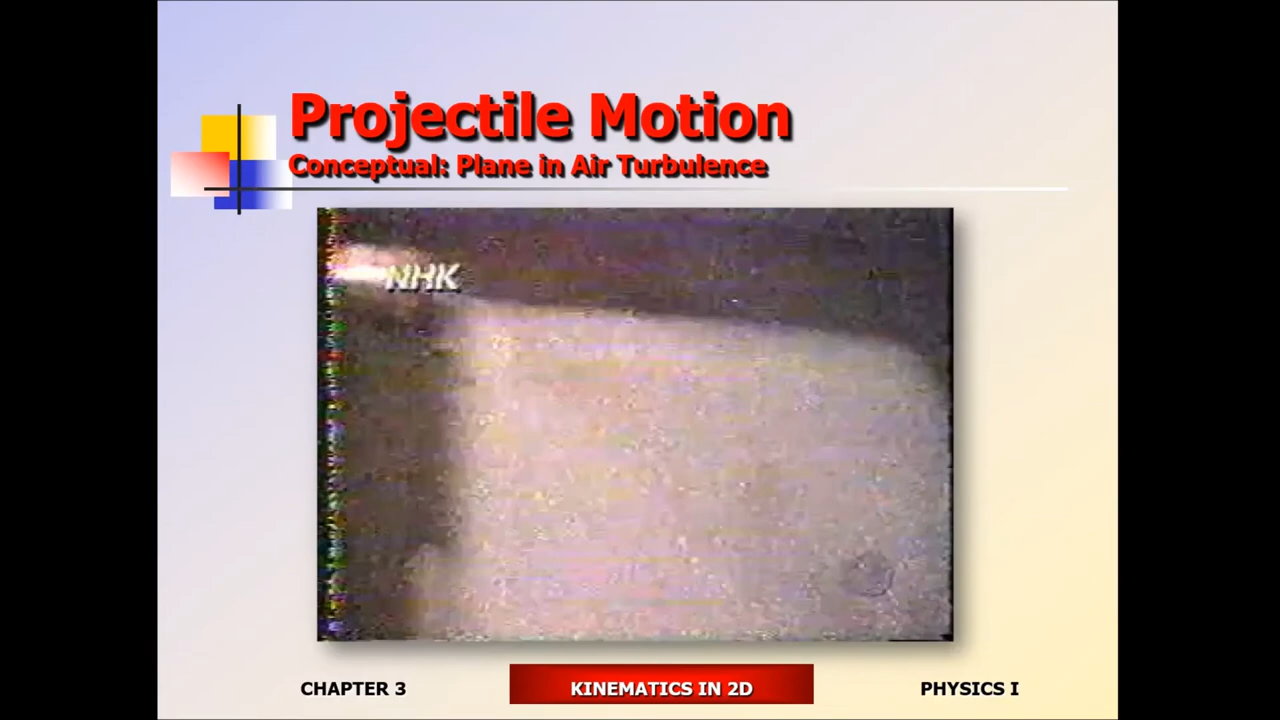 Projectile Motion
Conceptual: Plane in Air Turbulence
NHK
CHAPTER 3
KINEMATICS IN 2D
PHYSICS I